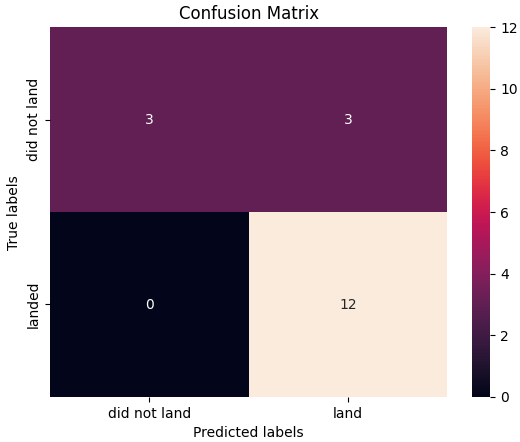 Confusion Matrix
True labels
did not land
landed
3
3
0
12
did not land
land
Predicted labels
12
10
8
6
4
2
0